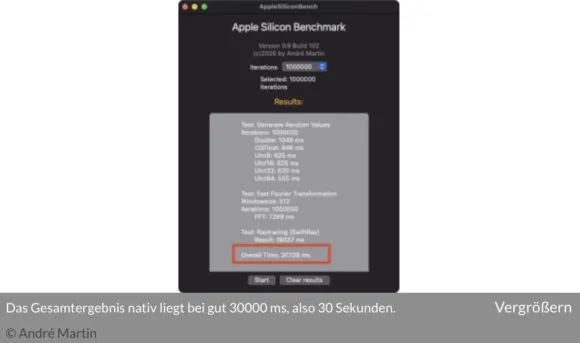 AppleSiliconBench
Apple Silicon Benchmark
Version 0.9 Build 102
(c)2020 by André Martin
Iterations 1000000
Selected: 1000000
Iterations
Results:
Test: Generate Random Values
Iterations: 1000000
Double: 1046 ms
CGFloat: 948 ms
UInt8: 625 ms
UInt16: 625 ms
UInt32: 620 ms
UInt64: 565 ms
Test: Fast Fourier Transformation
Windowsize: 512
Iterations: 1000000
FFT: 7289 ms
Test: Raytracing (SwiftRay)
Result: 18037 ms
Overall Time: 30728 ms
Start Clear results
Das Gesamtergebnis nativ liegt bei gut 30000 ms, also 30 Sekunden. Vergrößern
© André Martin